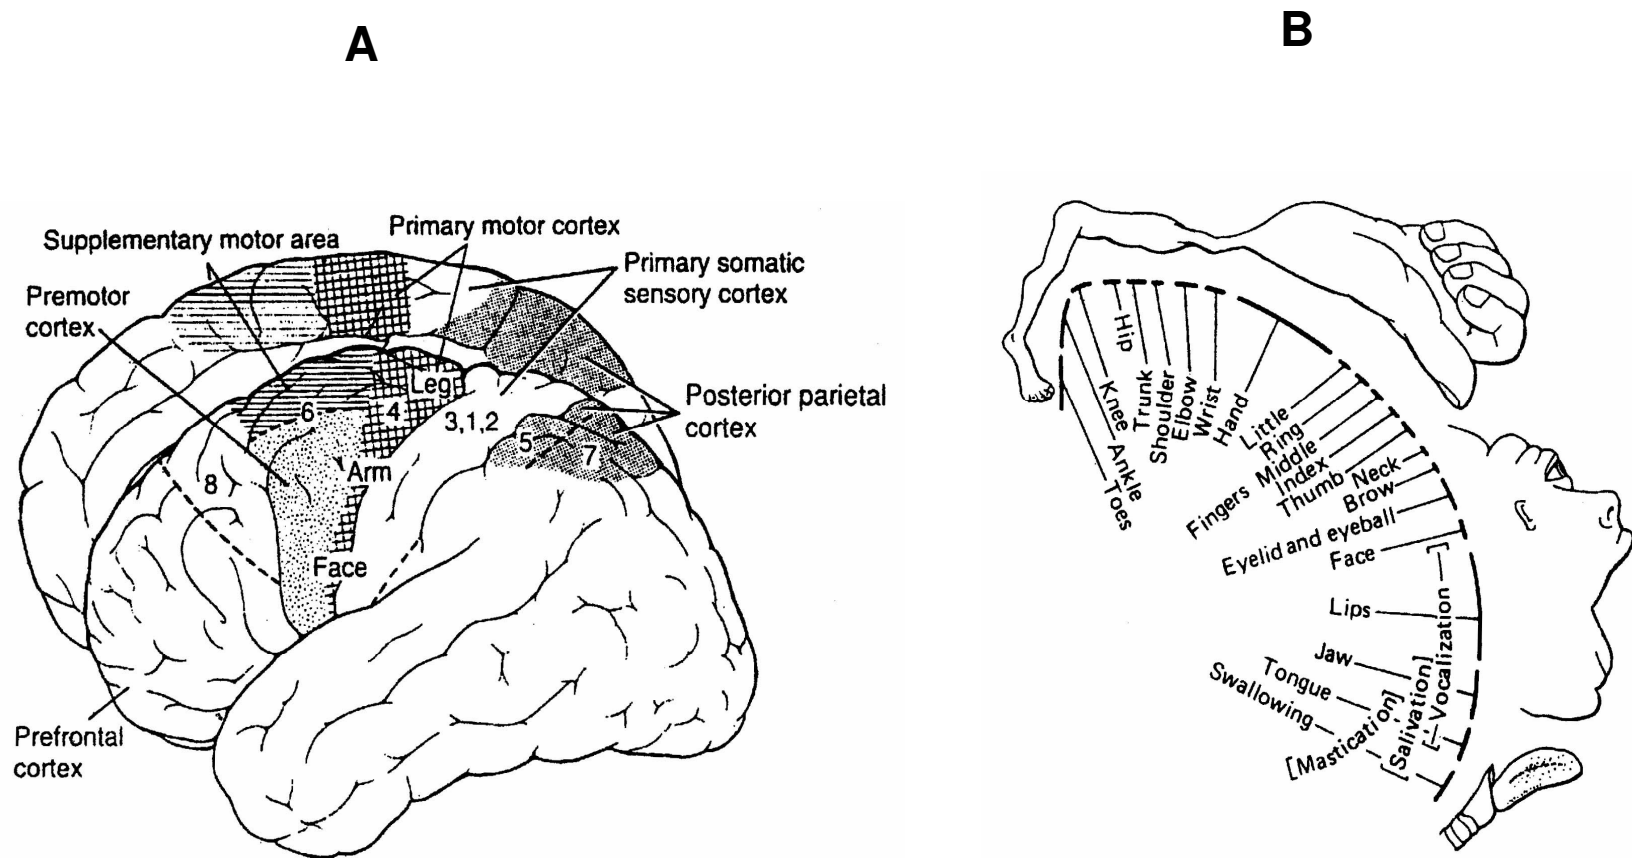 A
B
Supplementary motor area
Primary motor cortex
Premotor
cortex
Primary somatic
sensory cortex
Posterior parietal
cortex
Leg
6
4
3,1,2
5
7
8
Arm
Face
Prefrontal
cortex
Toes
Ankle
Knee
Hip
Trunk
Shoulder
Elbow
Wrist
Hand
Little
Ring
Middle
Index
Thumb
Fingers
Neck
Brow
Eyelid and eyeball
Face
Lips
Jaw
Tongue
Swallowing
[Mastication]
Salivation]
Vocalization